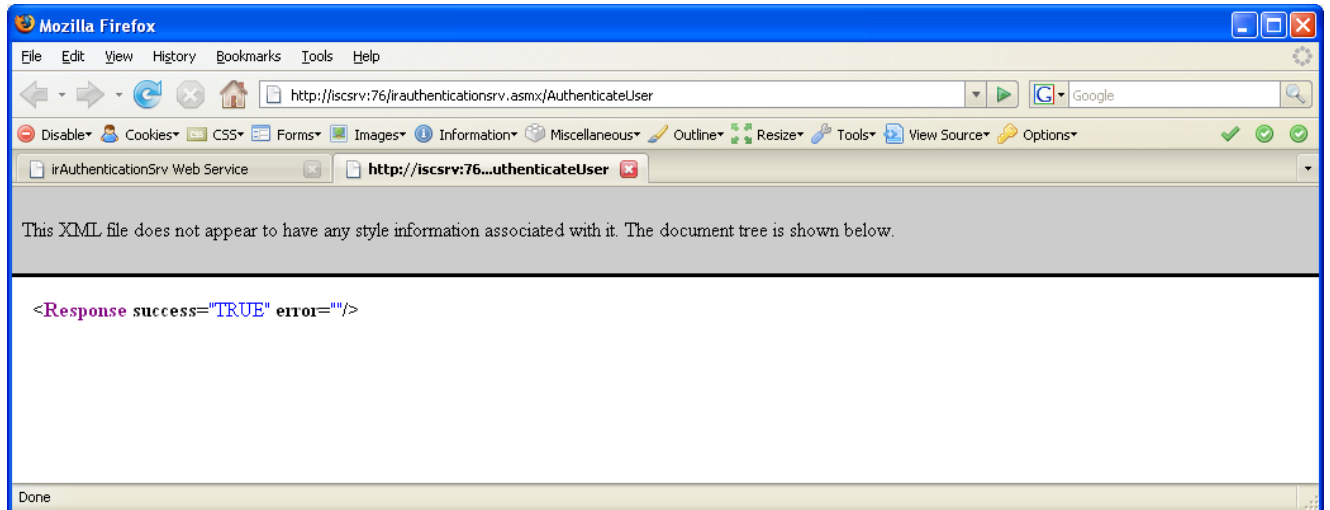 Mozilla Firefox
File Edit View History Bookmarks Tools Help
http://iscsrv:76/irauthenticationsrv.asmx/AuthenticateUser G Google
Disable Cookies CSS Forms Images Information Miscellaneous Outline Resize Tools View Source Options
irAuthenticationSrv Web Service http://iscsrv:76...uthenticateUser
This XML file does not appear to have any style information associated with it. The document tree is shown below.
<Response success="TRUE" error=""/>
Done